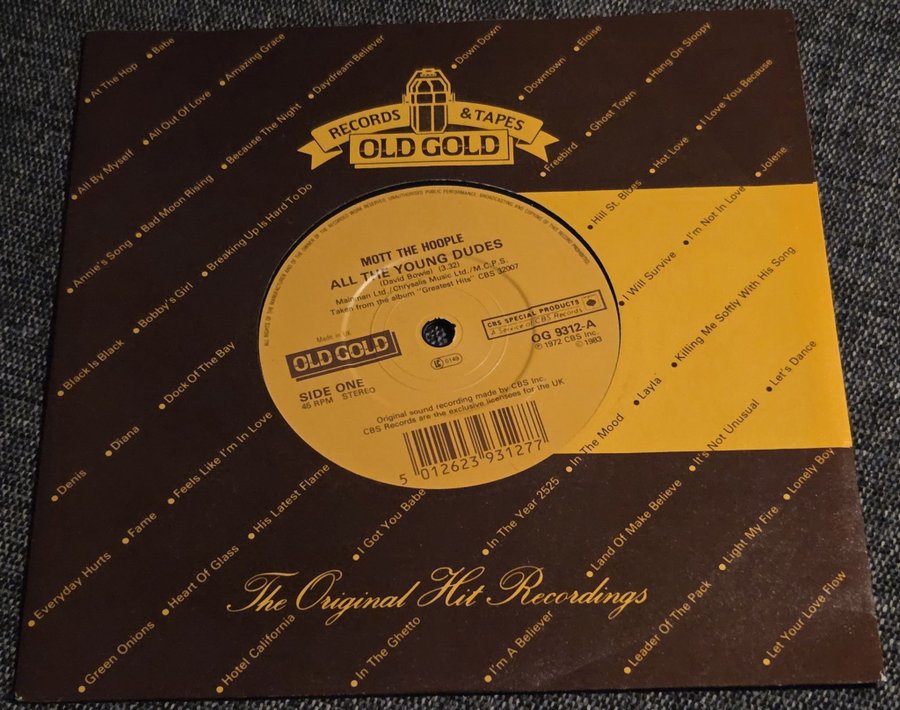 At The Hop
Babe
All By Myself
All Out Of Love
Amazing Grace
Annie's Song
Bad Moon Rising
Because The Night
Daydream Believer
Down Down
Black Is Black
Bobby's Girl
Breaking Up Is Hard To Do
Downtown
Eloise
Denis
Diana
Dock Of The Bay
Freebird
Ghost Town
Hang On Sloopy
Everyday Hurts
Fame
Feels Like I'm In Love
Hill St. Blues
Hot Love
I Love You Because
Green Onions
Heart Of Glass
His Latest Flame
I Will Survive
I'm Not In Love
Jolene
Hotel California
I Got You Babe
In The Ghetto
In The Year 2525
In The Mood
Layla
Killing Me Softly With His Song
I'm A Believer
Land Of Make Believe
It's Not Unusual
Let's Dance
Leader Of The Pack
Light My Fire
Lonely Boy
Let Your Love Flow
RECORDS & TAPES
OLD GOLD
MOTT THE HOOPLE
ALL THE YOUNG DUDES
(David Bowie) (3.32)
Mainman Ltd./Chrysalis Music Ltd./M.C.P.S.
Taken from the album "Greatest Hits" CBS 32007
Made in UK
OLD GOLD
SIDE ONE
45 RPM STEREO
LC 0149
CBS SPECIAL PRODUCTS
A Service of CBS Records
OG 9312-A
℗ 1972 CBS Inc.
© 1983
Original sound recording made by CBS Inc.
CBS Records are the exclusive licensees for the UK
5 012623 931277
The Original Hit Recordings